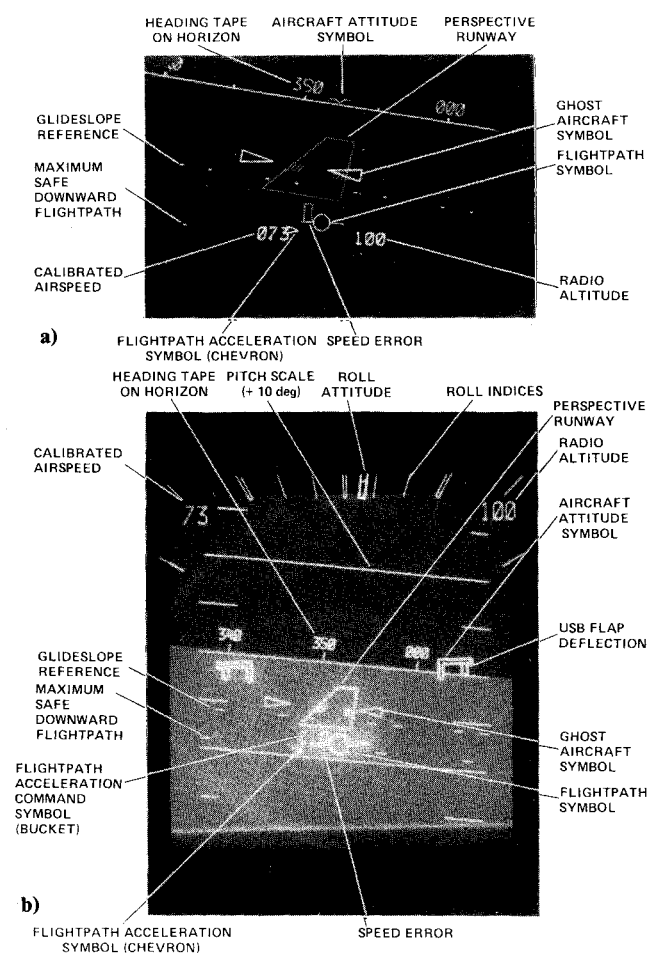 HEADING TAPE
ON HORIZON
AIRCRAFT ATTITUDE
SYMBOL
PERSPECTIVE
RUNWAY
350
000
GLIDESLOPE
REFERENCE
MAXIMUM
SAFE
DOWNWARD
FLIGHTPATH
CALIBRATED
AIRSPEED
GHOST
AIRCRAFT
SYMBOL
FLIGHTPATH
SYMBOL
RADIO
ALTITUDE
073
100
a)
FLIGHTPATH ACCELERATION
SYMBOL (CHEVRON)
SPEED ERROR
HEADING TAPE
ON HORIZON
PITCH SCALE
(+ 10 deg)
ROLL
ATTITUDE
ROLL INDICES
PERSPECTIVE
RUNWAY
CALIBRATED
AIRSPEED
RADIO
ALTITUDE
73
100
AIRCRAFT
ATTITUDE
SYMBOL
USB FLAP
DEFLECTION
340
350
000
GLIDESLOPE
REFERENCE
MAXIMUM
SAFE
DOWNWARD
FLIGHTPATH
FLIGHTPATH
ACCELERATION
COMMAND
SYMBOL
(BUCKET)
GHOST
AIRCRAFT
SYMBOL
FLIGHTPATH
SYMBOL
b)
FLIGHTPATH ACCELERATION
SYMBOL (CHEVRON)
SPEED ERROR